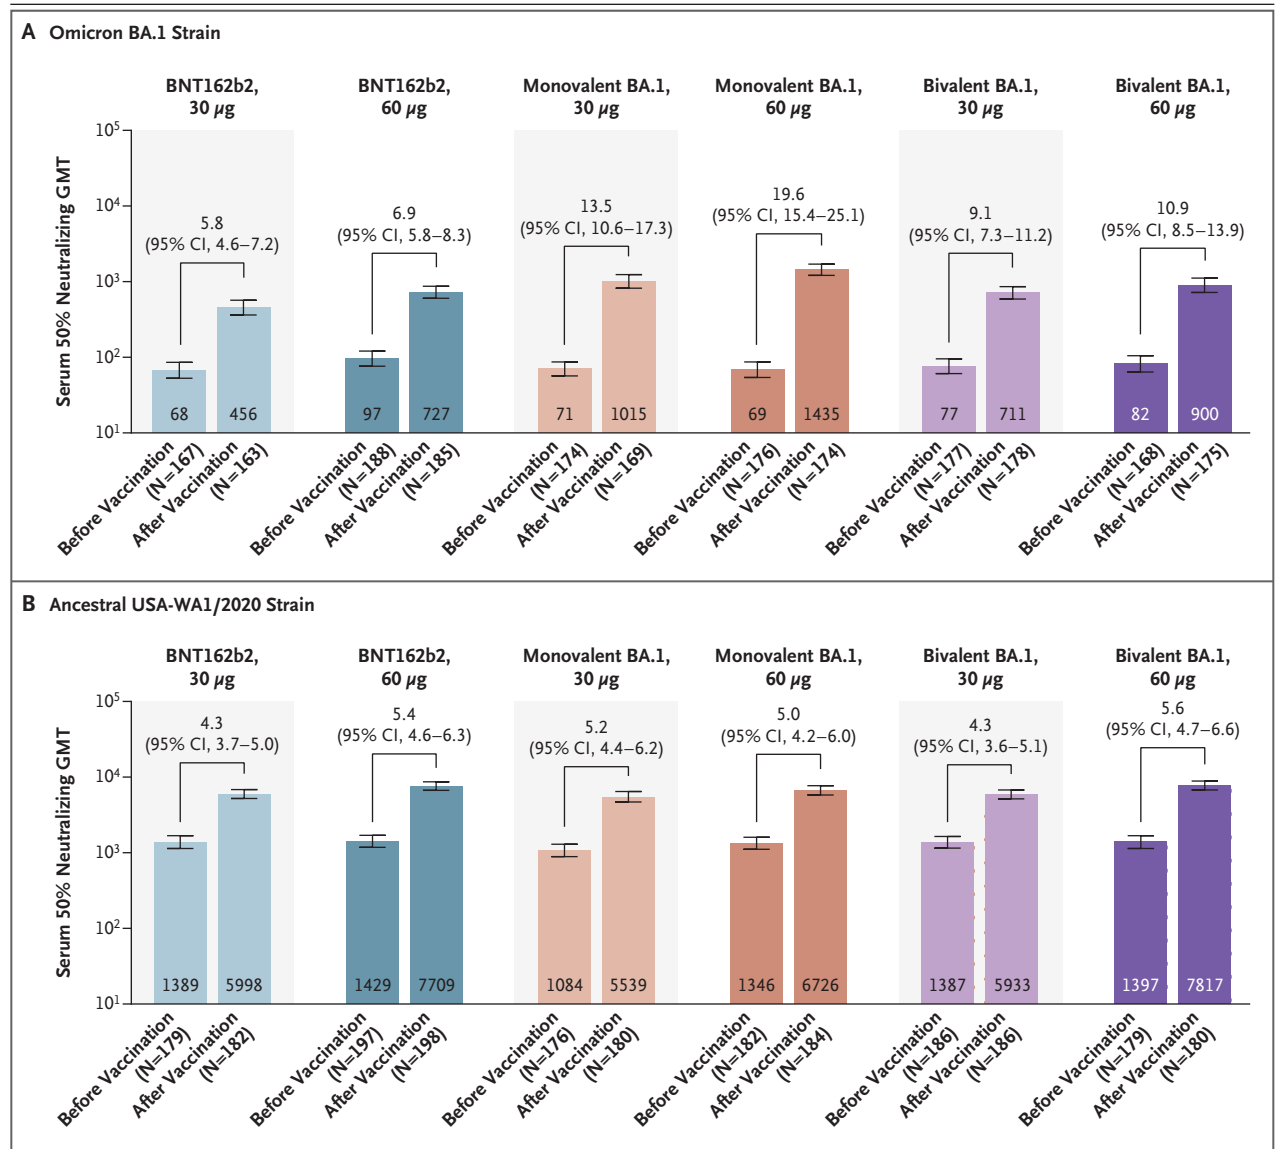 A Omicron BA.1 Strain
BNT162b2, 30 µg
BNT162b2, 60 µg
Monovalent BA.1, 30 µg
Monovalent BA.1, 60 µg
Bivalent BA.1, 30 µg
Bivalent BA.1, 60 µg
Serum 50% Neutralizing GMT
10⁵
10⁴
10³
10²
10¹
5.8
(95% CI, 4.6–7.2)
6.9
(95% CI, 5.8–8.3)
13.5
(95% CI, 10.6–17.3)
19.6
(95% CI, 15.4–25.1)
9.1
(95% CI, 7.3–11.2)
10.9
(95% CI, 8.5–13.9)
68
456
97
727
71
1015
69
1435
77
711
82
900
Before Vaccination
(N=167)
After Vaccination
(N=163)
Before Vaccination
(N=188)
After Vaccination
(N=185)
Before Vaccination
(N=174)
After Vaccination
(N=169)
Before Vaccination
(N=176)
After Vaccination
(N=174)
Before Vaccination
(N=177)
After Vaccination
(N=178)
Before Vaccination
(N=168)
After Vaccination
(N=175)
B Ancestral USA-WA1/2020 Strain
BNT162b2, 30 µg
BNT162b2, 60 µg
Monovalent BA.1, 30 µg
Monovalent BA.1, 60 µg
Bivalent BA.1, 30 µg
Bivalent BA.1, 60 µg
Serum 50% Neutralizing GMT
10⁵
10⁴
10³
10²
10¹
4.3
(95% CI, 3.7–5.0)
5.4
(95% CI, 4.6–6.3)
5.2
(95% CI, 4.4–6.2)
5.0
(95% CI, 4.2–6.0)
4.3
(95% CI, 3.6–5.1)
5.6
(95% CI, 4.7–6.6)
1389
5998
1429
7709
1084
5539
1346
6726
1387
5933
1397
7817
Before Vaccination
(N=179)
After Vaccination
(N=182)
Before Vaccination
(N=197)
After Vaccination
(N=198)
Before Vaccination
(N=176)
After Vaccination
(N=180)
Before Vaccination
(N=182)
After Vaccination
(N=184)
Before Vaccination
(N=186)
After Vaccination
(N=186)
Before Vaccination
(N=179)
After Vaccination
(N=180)